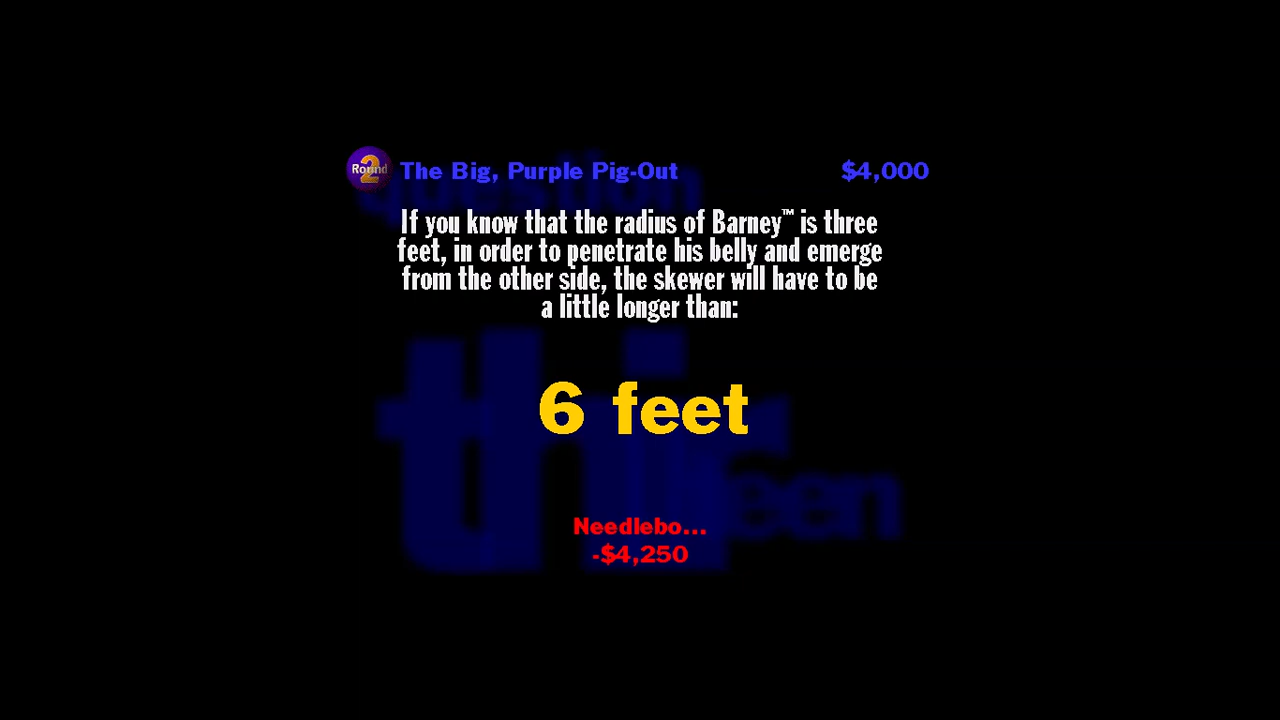 Round 2 The Big, Purple Pig-Out $4,000
question
If you know that the radius of Barney™ is three
feet, in order to penetrate his belly and emerge
from the other side, the skewer will have to be
a little longer than:
6 feet
thirteen
Needlebo...
-$4,250